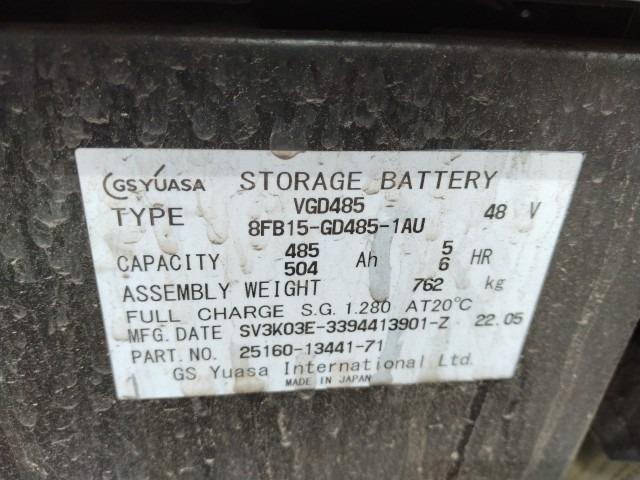 GS YUASA STORAGE BATTERY
TYPE VGD485 48 V
8FB15-GD485-1AU
CAPACITY 485 Ah 5 HR
504 6
ASSEMBLY WEIGHT 762 kg
FULL CHARGE S.G. 1.280 AT20°C
MFG. DATE SV3K03E-3394413901-Z 22.05
PART. NO. 25160-13441-71
GS Yuasa International Ltd.
MADE IN JAPAN